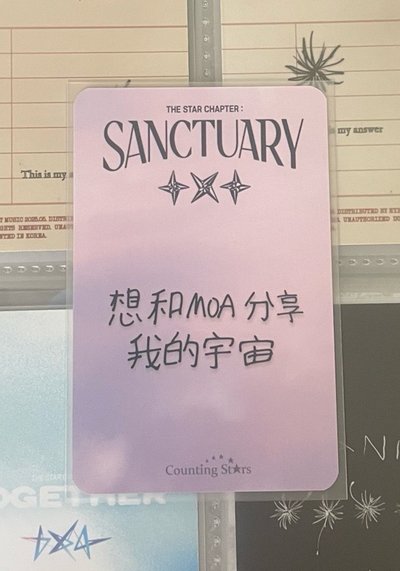 my answer
This is my a
THE STAR CHAPTER :
SANCTUARY
想和MOA分享
我的宇宙
Counting Stars
OGETHER